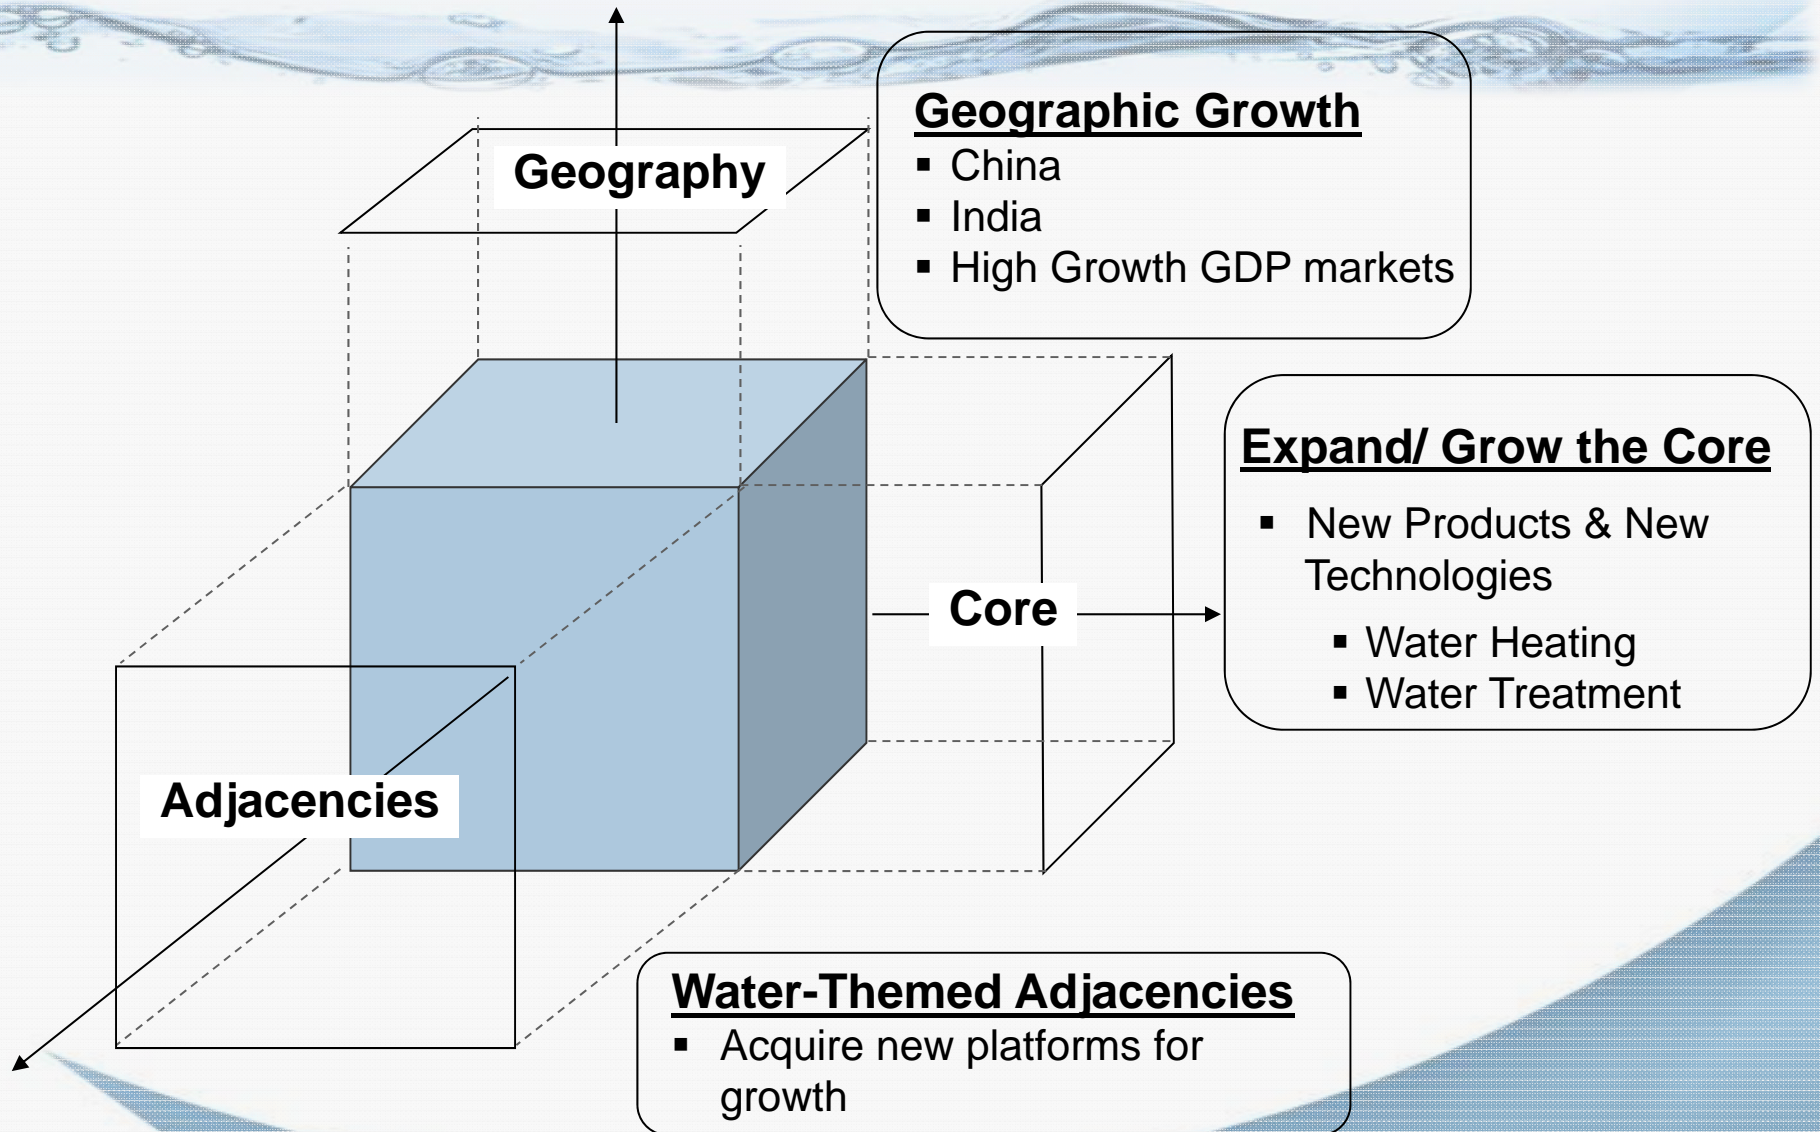 Geography
Geographic Growth
▪ China
▪ India
▪ High Growth GDP markets
Expand/ Grow the Core
▪ New Products & New
Technologies
▪ Water Heating
▪ Water Treatment
Core
Adjacencies
Water-Themed Adjacencies
▪ Acquire new platforms for
growth